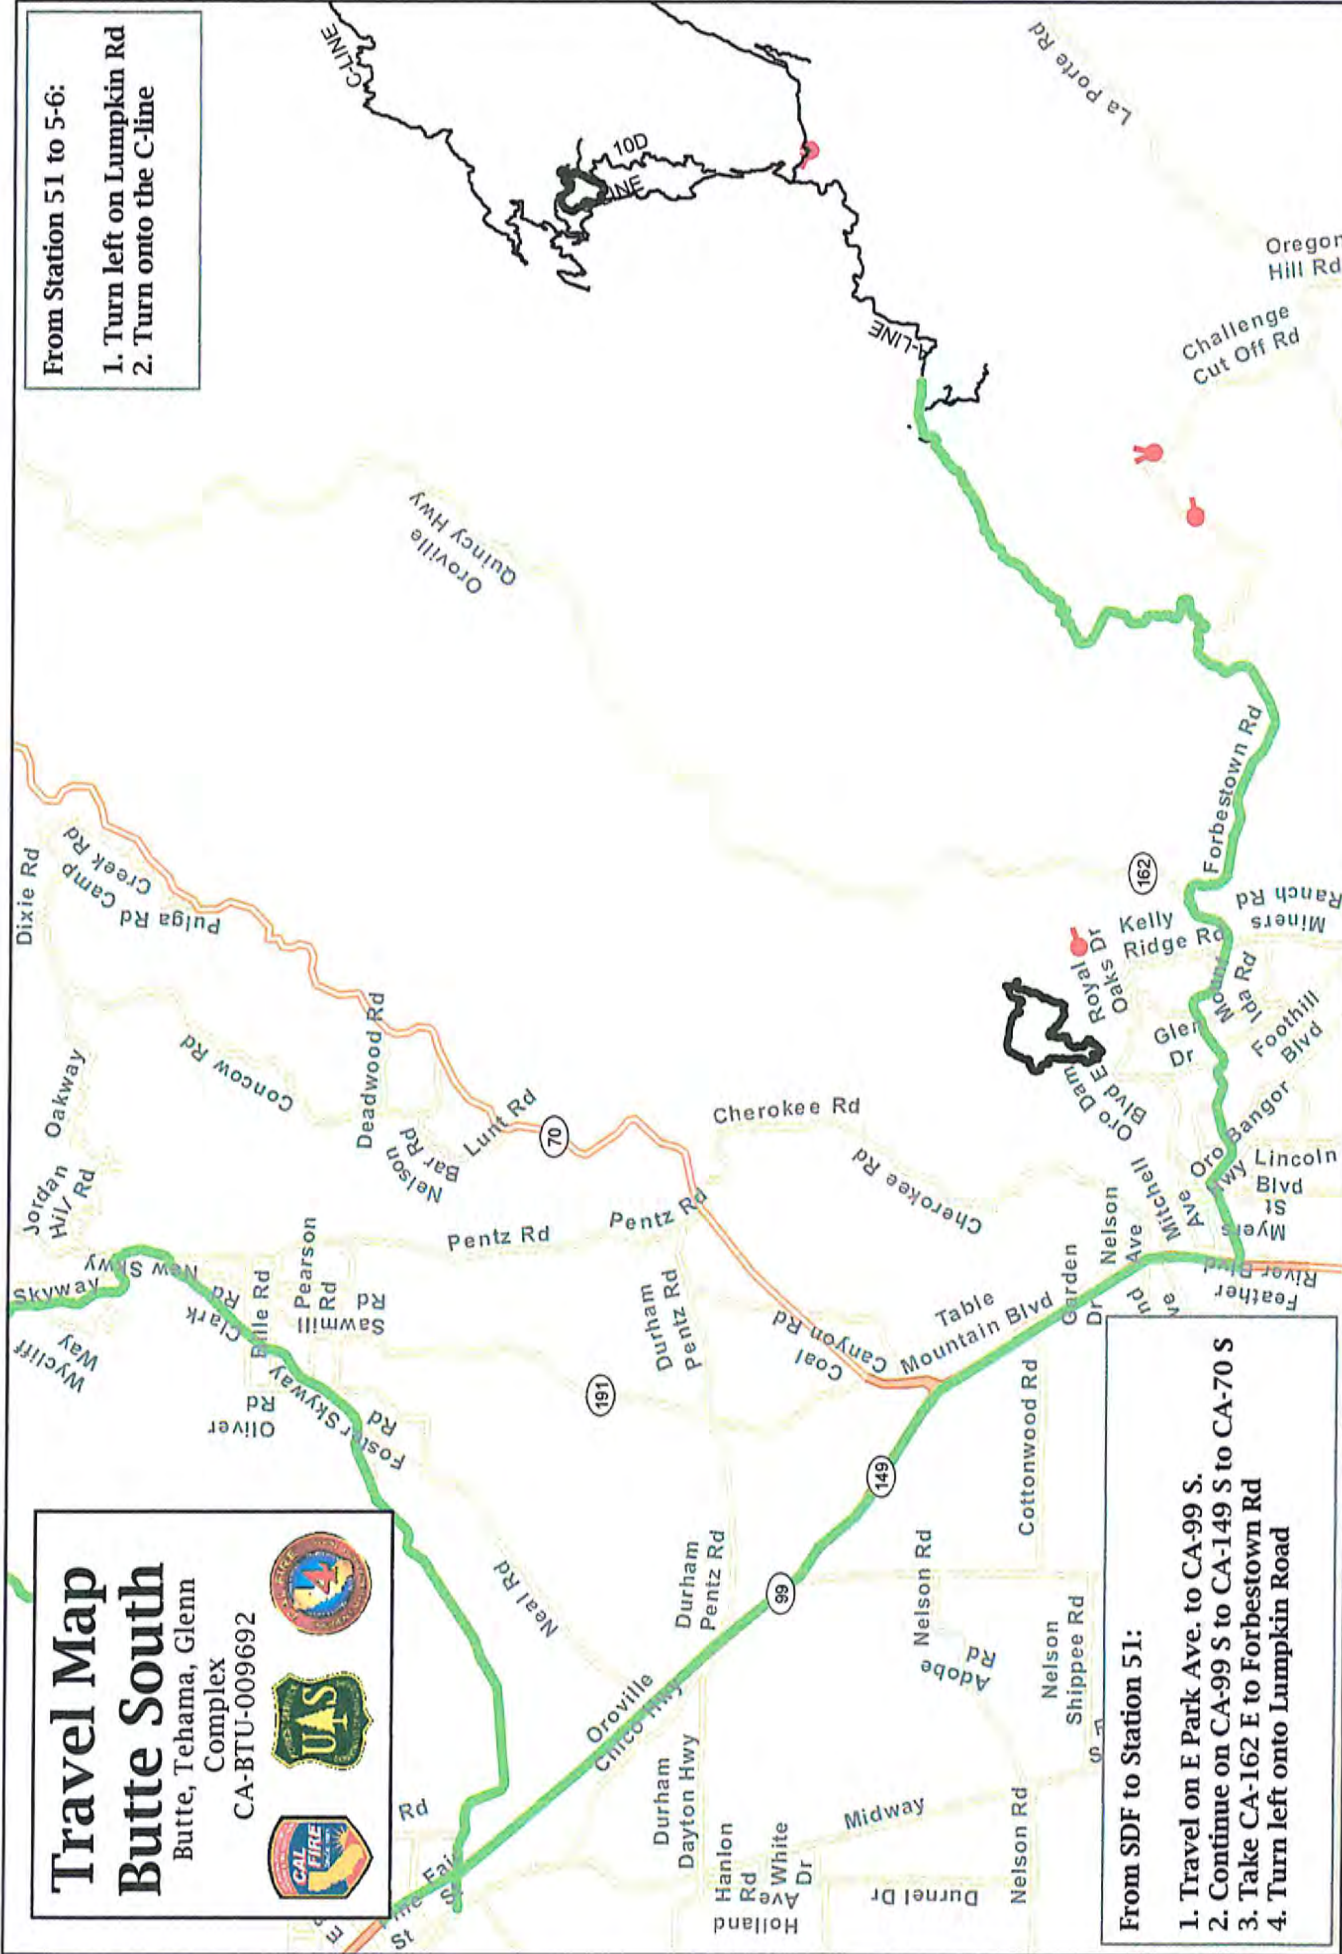 Travel Map
Butte South
Butte, Tehama, Glenn
Complex
CA-BTU-009692
CAL
FIRE
UAS
4
From Station 51 to 5-6:
1. Turn left on Lumpkin Rd
2. Turn onto the C-line
From SDF to Station 51:
1. Travel on E Park Ave. to CA-99 S.
2. Continue on CA-99 S to CA-149 S to CA-70 S
3. Take CA-162 E to Forbestown Rd
4. Turn left onto Lumpkin Road
Skyway
Wycliff
Way
New Skwy
Jordan
Hill Rd
Oakway
Dixie Rd
Camp
Creek Rd
Pulga Rd
Concow Rd
Deadwood Rd
Nelson
Bar Rd
Lunt Rd
70
Clark
Rd
Pearson
Rd
Sawmill
Rd
Oliver
Rd
Skyway
Foster
Rd
Neal Rd
Pentz Rd
Pentz Rd
Durham
Pentz Rd
191
Cherokee Rd
Cherokee Rd
Coal
Canyon Rd
Table
Mountain Blvd
149
99
Durham
Pentz Rd
Oroville
Chico Hwy
Durham
Dayton Hwy
Hanlon
Rd
White
Dr
Holland
Ave
Midway
Durnel Dr
Nelson Rd
Nelson Rd
Adobe
Rd
Nelson
Shippee Rd
Cottonwood Rd
Garden
Dr
Nelson
Ave
Mitchell
Ave
Oro Dam
Blvd E
Royal
Oaks Dr
Kelly
Ridge Rd
162
Glen
Dr
Mount
Ida Rd
Foothill
Blvd
Miners
Ranch Rd
Oro Bangor
Hwy
Lincoln
Blvd
Myers
St
Feather
River Blvd
Forbestown Rd
Oroville
Quincy Hwy
C-LINE
10D
A-LINE
La Porte Rd
Oregon
Hill Rd
Challenge
Cut Off Rd
Rd
St